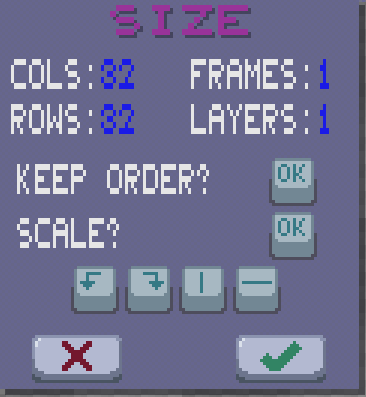 SIZE
COLS:32 FRAMES:1
ROWS:32 LAYERS:1
KEEP ORDER? OK
SCALE? OK